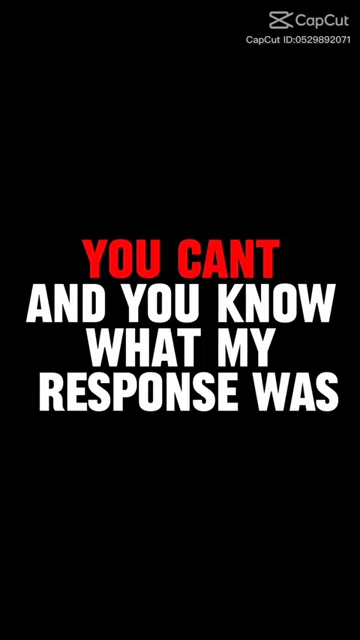 CapCut
CapCut ID:0529892071
YOU CANT
AND YOU KNOW
WHAT MY
RESPONSE WAS